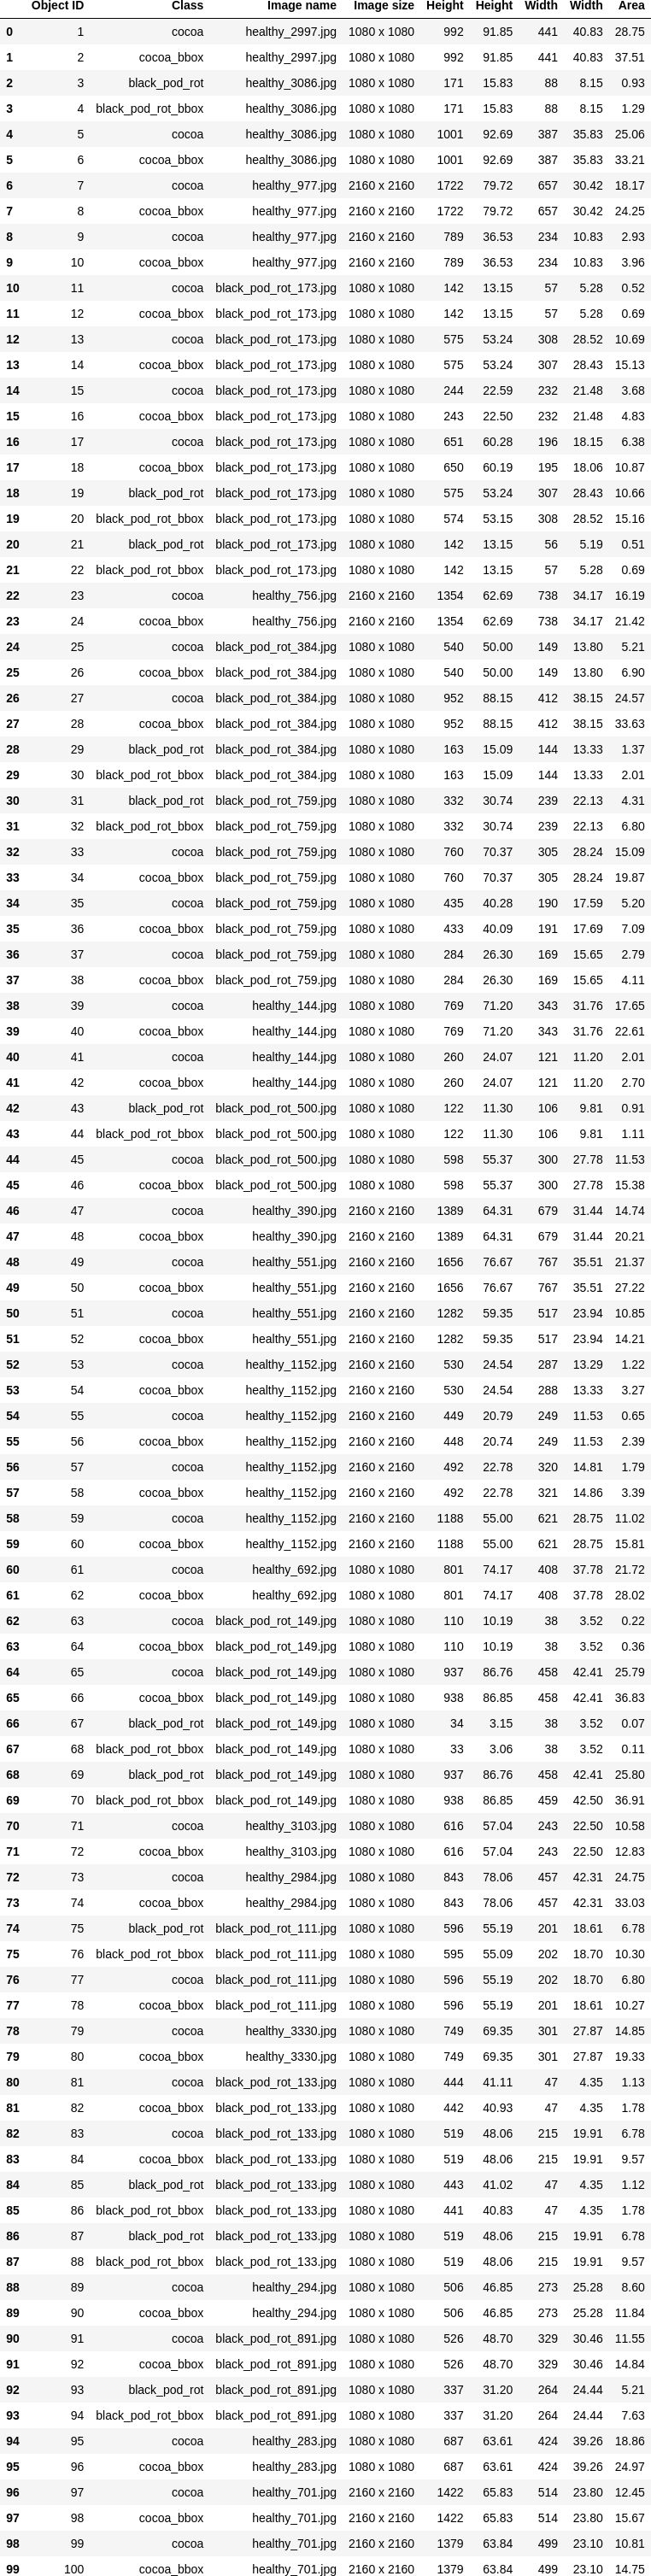 Object ID Class Image name Image size Height Height Width Width Area
0 1 cocoa healthy_2997.jpg 1080 x 1080 992 91.85 441 40.83 28.75
1 2 cocoa_bbox healthy_2997.jpg 1080 x 1080 992 91.85 441 40.83 37.51
2 3 black_pod_rot healthy_3086.jpg 1080 x 1080 171 15.83 88 8.15 0.93
3 4 black_pod_rot_bbox healthy_3086.jpg 1080 x 1080 171 15.83 88 8.15 1.29
4 5 cocoa healthy_3086.jpg 1080 x 1080 1001 92.69 387 35.83 25.06
5 6 cocoa_bbox healthy_3086.jpg 1080 x 1080 1001 92.69 387 35.83 33.21
6 7 cocoa healthy_977.jpg 2160 x 2160 1722 79.72 657 30.42 18.17
7 8 cocoa_bbox healthy_977.jpg 2160 x 2160 1722 79.72 657 30.42 24.25
8 9 cocoa healthy_977.jpg 2160 x 2160 789 36.53 234 10.83 2.93
9 10 cocoa_bbox healthy_977.jpg 2160 x 2160 789 36.53 234 10.83 3.96
10 11 cocoa black_pod_rot_173.jpg 1080 x 1080 142 13.15 57 5.28 0.52
11 12 cocoa_bbox black_pod_rot_173.jpg 1080 x 1080 142 13.15 57 5.28 0.69
12 13 cocoa black_pod_rot_173.jpg 1080 x 1080 575 53.24 308 28.52 10.69
13 14 cocoa_bbox black_pod_rot_173.jpg 1080 x 1080 575 53.24 307 28.43 15.13
14 15 cocoa black_pod_rot_173.jpg 1080 x 1080 244 22.59 232 21.48 3.68
15 16 cocoa_bbox black_pod_rot_173.jpg 1080 x 1080 243 22.50 232 21.48 4.83
16 17 cocoa black_pod_rot_173.jpg 1080 x 1080 651 60.28 196 18.15 6.38
17 18 cocoa_bbox black_pod_rot_173.jpg 1080 x 1080 650 60.19 195 18.06 10.87
18 19 black_pod_rot black_pod_rot_173.jpg 1080 x 1080 575 53.24 307 28.43 10.66
19 20 black_pod_rot_bbox black_pod_rot_173.jpg 1080 x 1080 574 53.15 308 28.52 15.16
20 21 black_pod_rot black_pod_rot_173.jpg 1080 x 1080 142 13.15 56 5.19 0.51
21 22 black_pod_rot_bbox black_pod_rot_173.jpg 1080 x 1080 142 13.15 57 5.28 0.69
22 23 cocoa healthy_756.jpg 2160 x 2160 1354 62.69 738 34.17 16.19
23 24 cocoa_bbox healthy_756.jpg 2160 x 2160 1354 62.69 738 34.17 21.42
24 25 cocoa black_pod_rot_384.jpg 1080 x 1080 540 50.00 149 13.80 5.21
25 26 cocoa_bbox black_pod_rot_384.jpg 1080 x 1080 540 50.00 149 13.80 6.90
26 27 cocoa black_pod_rot_384.jpg 1080 x 1080 952 88.15 412 38.15 24.57
27 28 cocoa_bbox black_pod_rot_384.jpg 1080 x 1080 952 88.15 412 38.15 33.63
28 29 black_pod_rot black_pod_rot_384.jpg 1080 x 1080 163 15.09 144 13.33 1.37
29 30 black_pod_rot_bbox black_pod_rot_384.jpg 1080 x 1080 163 15.09 144 13.33 2.01
30 31 black_pod_rot black_pod_rot_759.jpg 1080 x 1080 332 30.74 239 22.13 4.31
31 32 black_pod_rot_bbox black_pod_rot_759.jpg 1080 x 1080 332 30.74 239 22.13 6.80
32 33 cocoa black_pod_rot_759.jpg 1080 x 1080 760 70.37 305 28.24 15.09
33 34 cocoa_bbox black_pod_rot_759.jpg 1080 x 1080 760 70.37 305 28.24 19.87
34 35 cocoa black_pod_rot_759.jpg 1080 x 1080 435 40.28 190 17.59 5.20
35 36 cocoa_bbox black_pod_rot_759.jpg 1080 x 1080 433 40.09 191 17.69 7.09
36 37 cocoa black_pod_rot_759.jpg 1080 x 1080 284 26.30 169 15.65 2.79
37 38 cocoa_bbox black_pod_rot_759.jpg 1080 x 1080 284 26.30 169 15.65 4.11
38 39 cocoa healthy_144.jpg 1080 x 1080 769 71.20 343 31.76 17.65
39 40 cocoa_bbox healthy_144.jpg 1080 x 1080 769 71.20 343 31.76 22.61
40 41 cocoa healthy_144.jpg 1080 x 1080 260 24.07 121 11.20 2.01
41 42 cocoa_bbox healthy_144.jpg 1080 x 1080 260 24.07 121 11.20 2.70
42 43 black_pod_rot black_pod_rot_500.jpg 1080 x 1080 122 11.30 106 9.81 0.91
43 44 black_pod_rot_bbox black_pod_rot_500.jpg 1080 x 1080 122 11.30 106 9.81 1.11
44 45 cocoa black_pod_rot_500.jpg 1080 x 1080 598 55.37 300 27.78 11.53
45 46 cocoa_bbox black_pod_rot_500.jpg 1080 x 1080 598 55.37 300 27.78 15.38
46 47 cocoa healthy_390.jpg 2160 x 2160 1389 64.31 679 31.44 14.74
47 48 cocoa_bbox healthy_390.jpg 2160 x 2160 1389 64.31 679 31.44 20.21
48 49 cocoa healthy_551.jpg 2160 x 2160 1656 76.67 767 35.51 21.37
49 50 cocoa_bbox healthy_551.jpg 2160 x 2160 1656 76.67 767 35.51 27.22
50 51 cocoa healthy_551.jpg 2160 x 2160 1282 59.35 517 23.94 10.85
51 52 cocoa_bbox healthy_551.jpg 2160 x 2160 1282 59.35 517 23.94 14.21
52 53 cocoa healthy_1152.jpg 2160 x 2160 530 24.54 287 13.29 1.22
53 54 cocoa_bbox healthy_1152.jpg 2160 x 2160 530 24.54 288 13.33 3.27
54 55 cocoa healthy_1152.jpg 2160 x 2160 449 20.79 249 11.53 0.65
55 56 cocoa_bbox healthy_1152.jpg 2160 x 2160 448 20.74 249 11.53 2.39
56 57 cocoa healthy_1152.jpg 2160 x 2160 492 22.78 320 14.81 1.79
57 58 cocoa_bbox healthy_1152.jpg 2160 x 2160 492 22.78 321 14.86 3.39
58 59 cocoa healthy_1152.jpg 2160 x 2160 1188 55.00 621 28.75 11.02
59 60 cocoa_bbox healthy_1152.jpg 2160 x 2160 1188 55.00 621 28.75 15.81
60 61 cocoa healthy_692.jpg 1080 x 1080 801 74.17 408 37.78 21.72
61 62 cocoa_bbox healthy_692.jpg 1080 x 1080 801 74.17 408 37.78 28.02
62 63 cocoa black_pod_rot_149.jpg 1080 x 1080 110 10.19 38 3.52 0.22
63 64 cocoa_bbox black_pod_rot_149.jpg 1080 x 1080 110 10.19 38 3.52 0.36
64 65 cocoa black_pod_rot_149.jpg 1080 x 1080 937 86.76 458 42.41 25.79
65 66 cocoa_bbox black_pod_rot_149.jpg 1080 x 1080 938 86.85 458 42.41 36.83
66 67 black_pod_rot black_pod_rot_149.jpg 1080 x 1080 34 3.15 38 3.52 0.07
67 68 black_pod_rot_bbox black_pod_rot_149.jpg 1080 x 1080 33 3.06 38 3.52 0.11
68 69 black_pod_rot black_pod_rot_149.jpg 1080 x 1080 937 86.76 458 42.41 25.80
69 70 black_pod_rot_bbox black_pod_rot_149.jpg 1080 x 1080 938 86.85 459 42.50 36.91
70 71 cocoa healthy_3103.jpg 1080 x 1080 616 57.04 243 22.50 10.58
71 72 cocoa_bbox healthy_3103.jpg 1080 x 1080 616 57.04 243 22.50 12.83
72 73 cocoa healthy_2984.jpg 1080 x 1080 843 78.06 457 42.31 24.75
73 74 cocoa_bbox healthy_2984.jpg 1080 x 1080 843 78.06 457 42.31 33.03
74 75 black_pod_rot black_pod_rot_111.jpg 1080 x 1080 596 55.19 201 18.61 6.78
75 76 black_pod_rot_bbox black_pod_rot_111.jpg 1080 x 1080 595 55.09 202 18.70 10.30
76 77 cocoa black_pod_rot_111.jpg 1080 x 1080 596 55.19 202 18.70 6.80
77 78 cocoa_bbox black_pod_rot_111.jpg 1080 x 1080 596 55.19 201 18.61 10.27
78 79 cocoa healthy_3330.jpg 1080 x 1080 749 69.35 301 27.87 14.85
79 80 cocoa_bbox healthy_3330.jpg 1080 x 1080 749 69.35 301 27.87 19.33
80 81 cocoa black_pod_rot_133.jpg 1080 x 1080 444 41.11 47 4.35 1.13
81 82 cocoa_bbox black_pod_rot_133.jpg 1080 x 1080 442 40.93 47 4.35 1.78
82 83 cocoa black_pod_rot_133.jpg 1080 x 1080 519 48.06 215 19.91 6.78
83 84 cocoa_bbox black_pod_rot_133.jpg 1080 x 1080 519 48.06 215 19.91 9.57
84 85 black_pod_rot black_pod_rot_133.jpg 1080 x 1080 443 41.02 47 4.35 1.12
85 86 black_pod_rot_bbox black_pod_rot_133.jpg 1080 x 1080 441 40.83 47 4.35 1.78
86 87 black_pod_rot black_pod_rot_133.jpg 1080 x 1080 519 48.06 215 19.91 6.78
87 88 black_pod_rot_bbox black_pod_rot_133.jpg 1080 x 1080 519 48.06 215 19.91 9.57
88 89 cocoa healthy_294.jpg 1080 x 1080 506 46.85 273 25.28 8.60
89 90 cocoa_bbox healthy_294.jpg 1080 x 1080 506 46.85 273 25.28 11.84
90 91 cocoa black_pod_rot_891.jpg 1080 x 1080 526 48.70 329 30.46 11.55
91 92 cocoa_bbox black_pod_rot_891.jpg 1080 x 1080 526 48.70 329 30.46 14.84
92 93 black_pod_rot black_pod_rot_891.jpg 1080 x 1080 337 31.20 264 24.44 5.21
93 94 black_pod_rot_bbox black_pod_rot_891.jpg 1080 x 1080 337 31.20 264 24.44 7.63
94 95 cocoa healthy_283.jpg 1080 x 1080 687 63.61 424 39.26 18.86
95 96 cocoa_bbox healthy_283.jpg 1080 x 1080 687 63.61 424 39.26 24.97
96 97 cocoa healthy_701.jpg 2160 x 2160 1422 65.83 514 23.80 12.45
97 98 cocoa_bbox healthy_701.jpg 2160 x 2160 1422 65.83 514 23.80 15.67
98 99 cocoa healthy_701.jpg 2160 x 2160 1379 63.84 499 23.10 10.81
99 100 cocoa_bbox healthy_701.jpg 2160 x 2160 1379 63.84 499 23.10 14.75